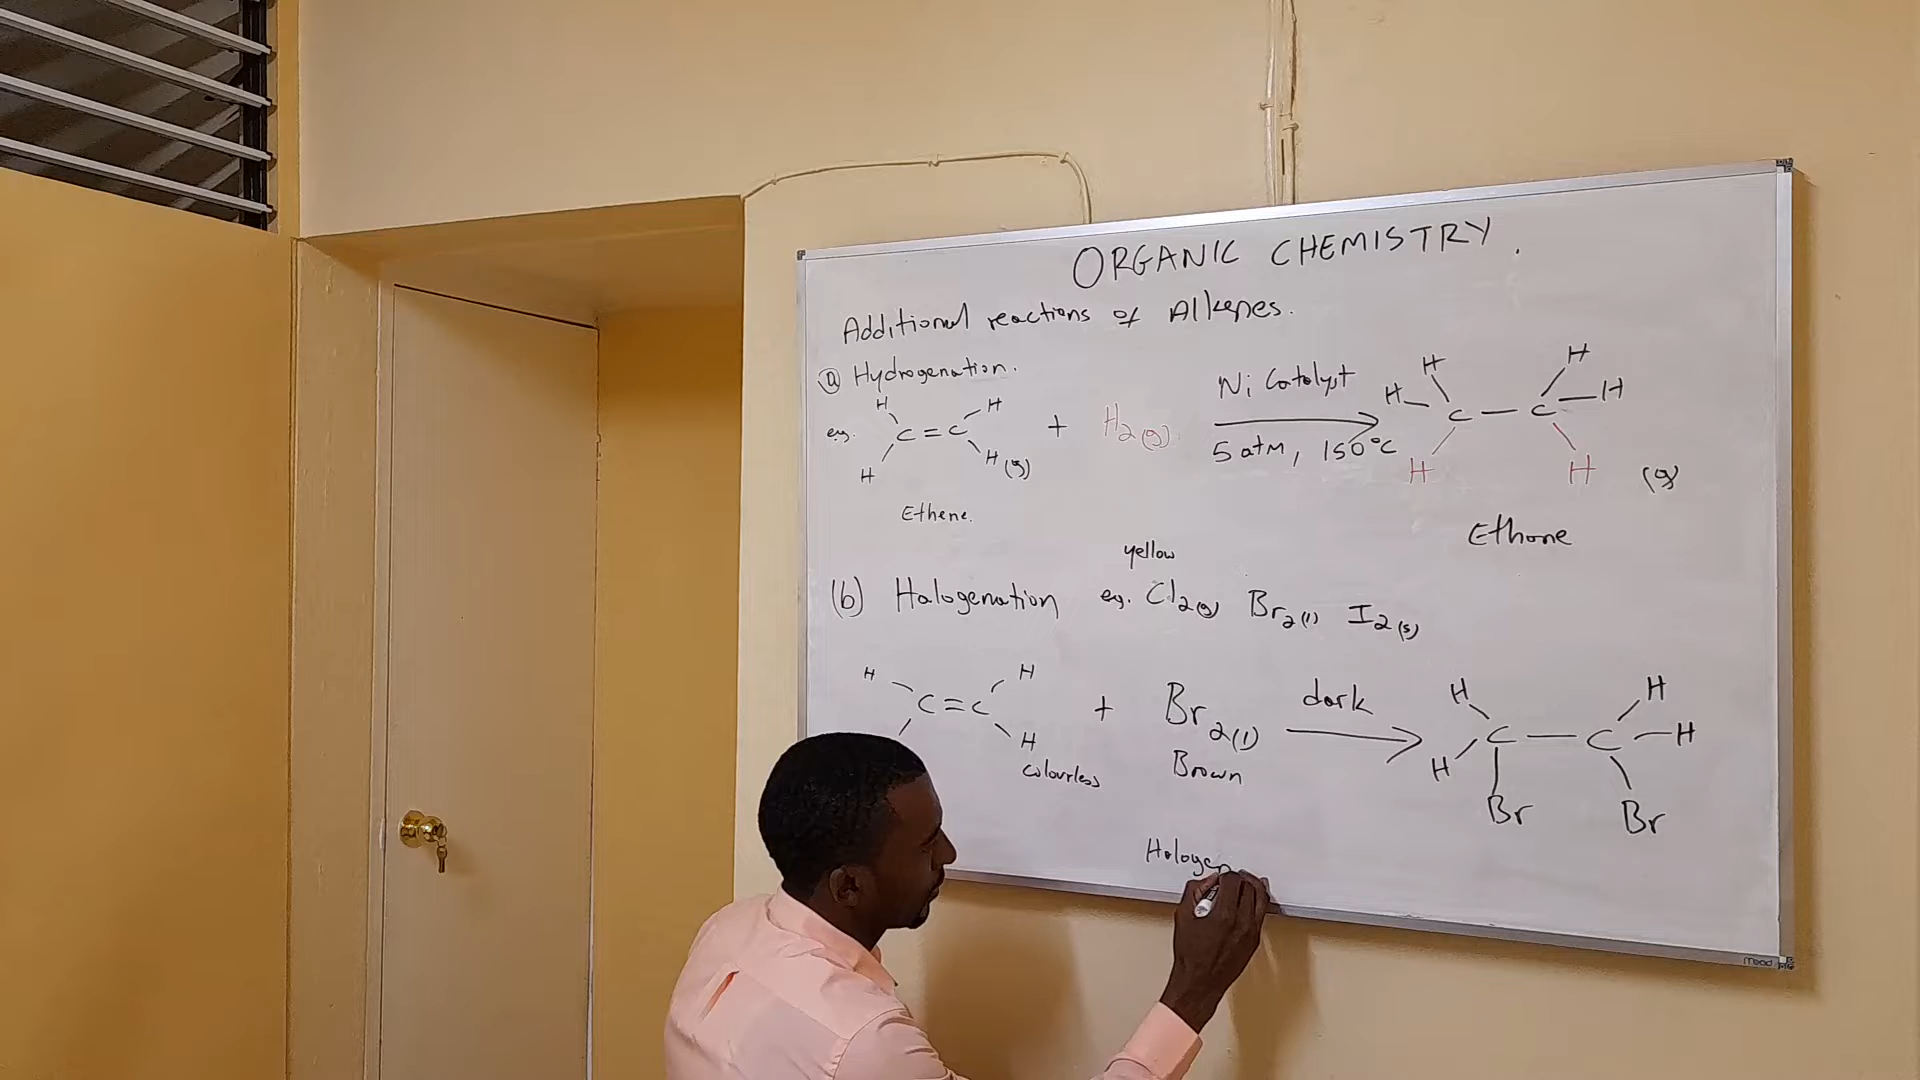 ORGANIC CHEMISTRY.
Additional reactions of Alkenes.
(a) Hydrogenation.
eg. H H C = C H H (g) + H2(g) Ni Catalyst 5 atm, 150°C H H H C — C H H H (g)
Ethene. Ethane
yellow
(b) Halogenation eg. Cl2(g) Br2(l) I2(s)
H C = C H H + Br2(l) dark H H C — C H H Br Br
colourless Brown
Halogen
Mead